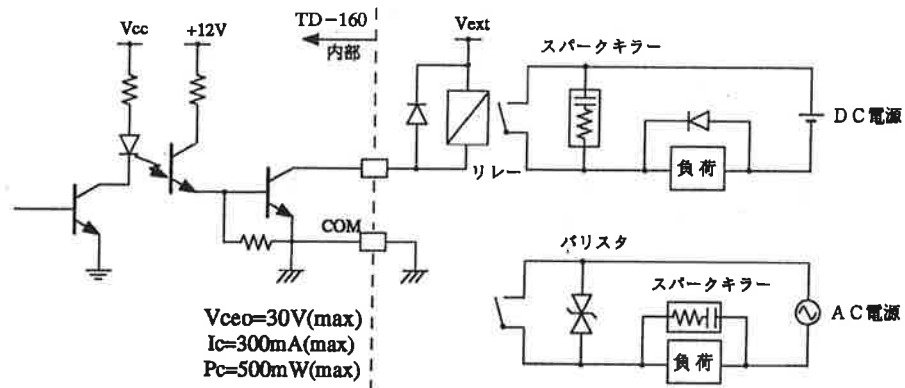 TD-160
Vcc
+12V
内部
Vext
スパークキラー
DC電源
負荷
リレー
COM
バリスタ
スパークキラー
AC電源
負荷
Vceo=30V(max)
Ic=300mA(max)
Pc=500mW(max)